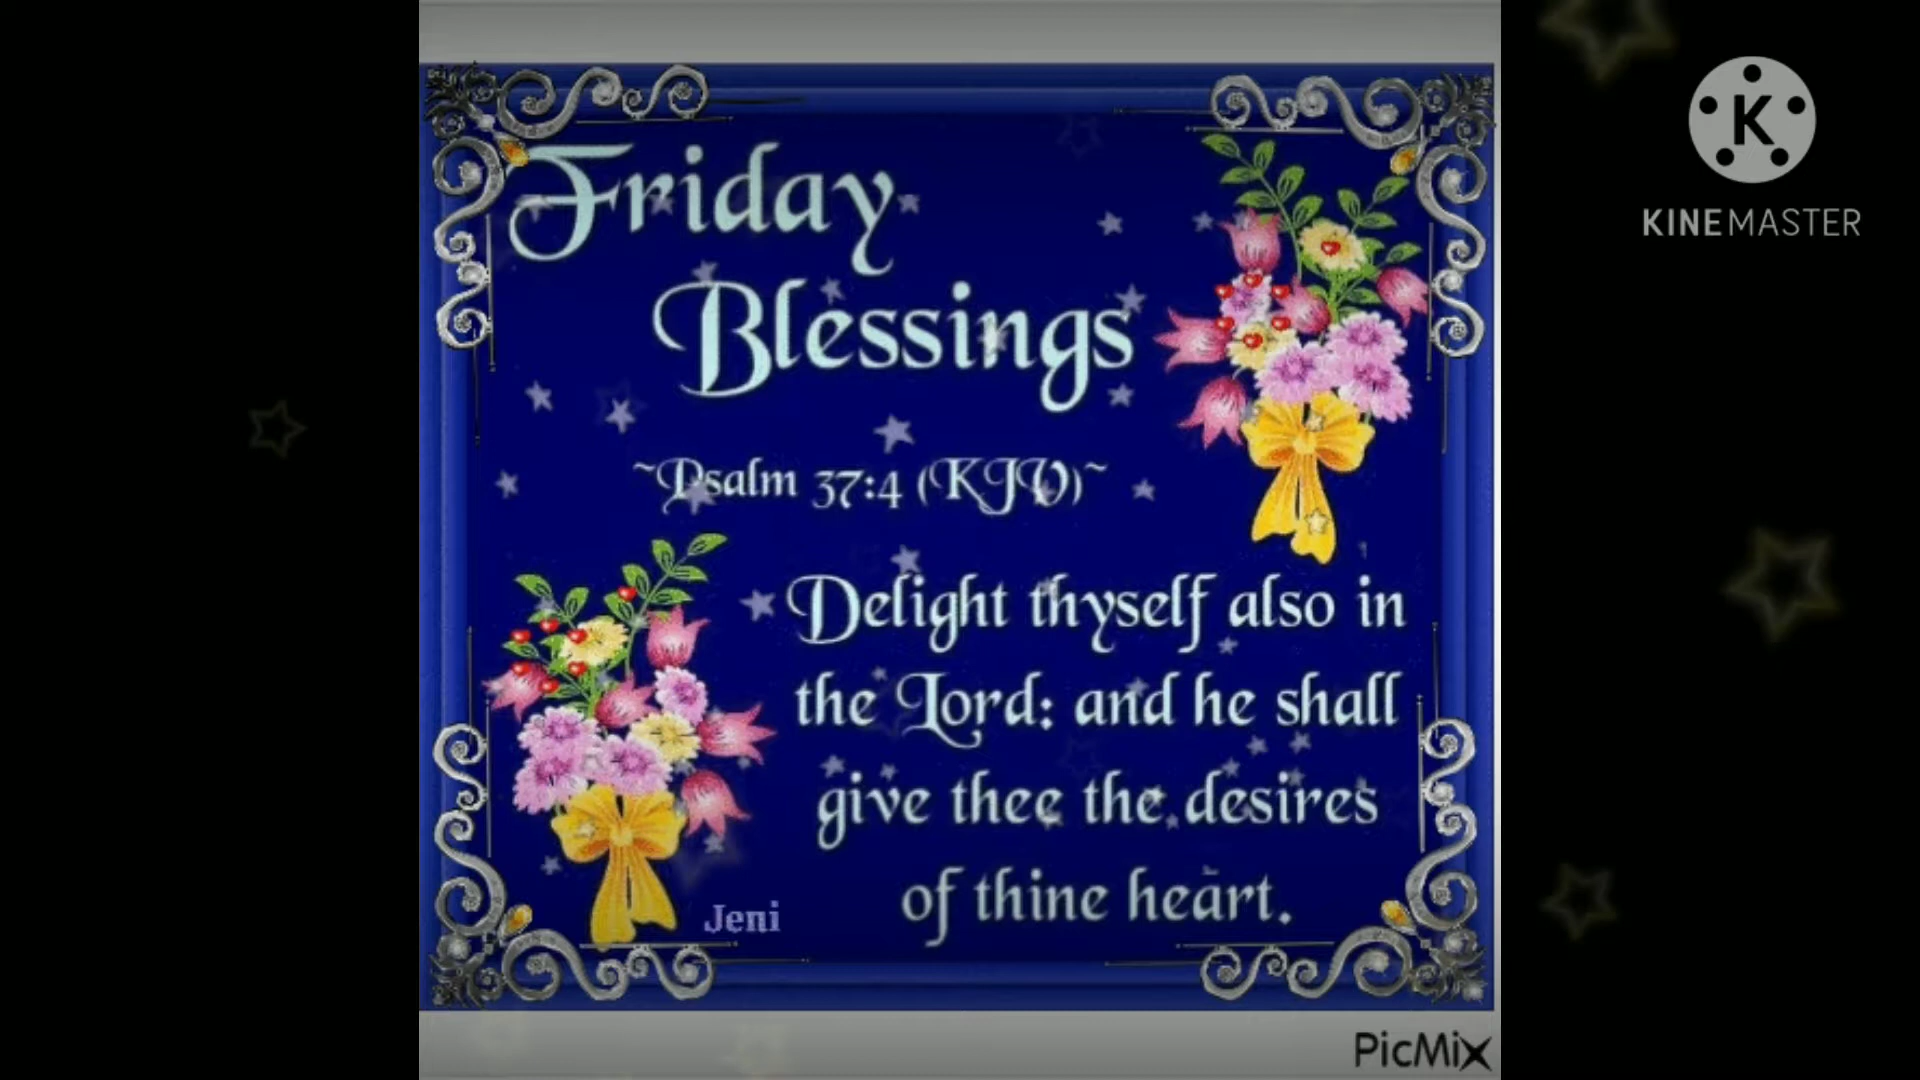 Friday
Blessings
~Psalm 37:4 (KJV)~
Delight thyself also in
the Lord: and he shall
give thee the desires
of thine heart.
Jeni
PicMix
K
KINEMASTER